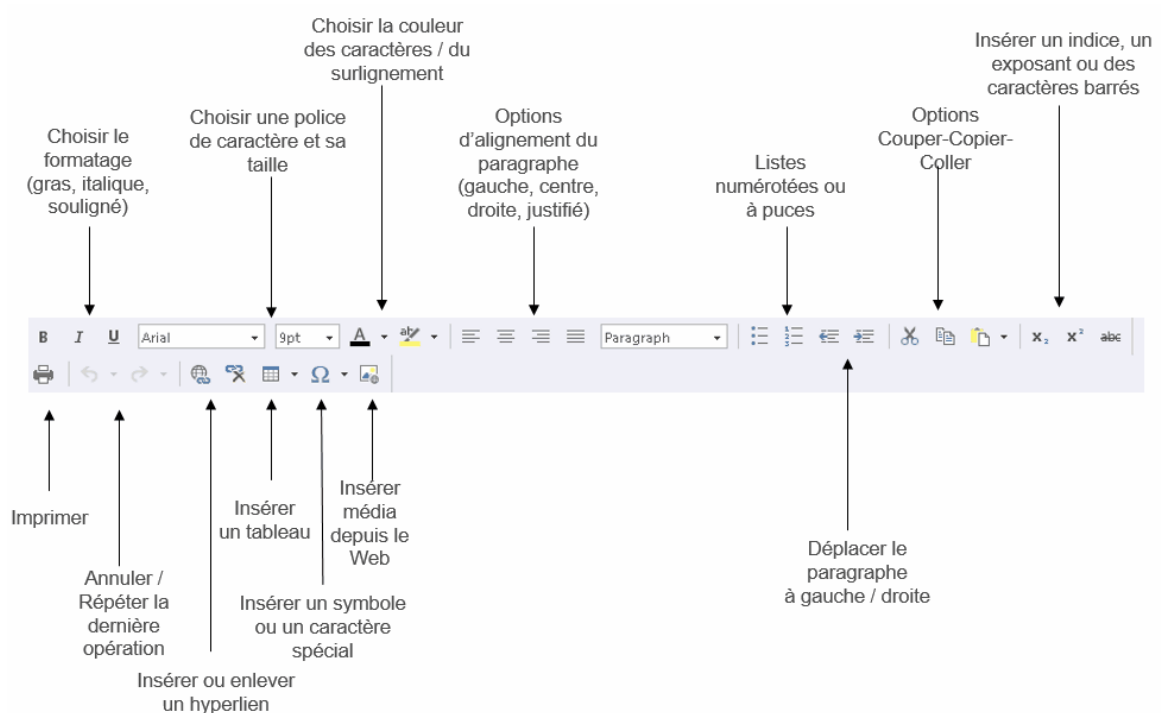 Choisir la couleur
des caractères / du
surlignement
Insérer un indice, un
exposant ou des
caractères barrés
Choisir une police
de caractère et sa
taille
Options
d'alignement du
paragraphe
(gauche, centre,
droite, justifié)
Options
Couper-Copier-
Coller
Choisir le
formatage
(gras, italique,
souligné)
Listes
numérotées ou
à puces
B I U Arial 9pt A ab Paragraph x₂ x² abc
Imprimer
Insérer
un tableau
Insérer
média
depuis le
Web
Déplacer le
paragraphe
à gauche / droite
Annuler /
Répéter la
dernière
opération
Insérer un symbole
ou un caractère
spécial
Insérer ou enlever
un hyperlien